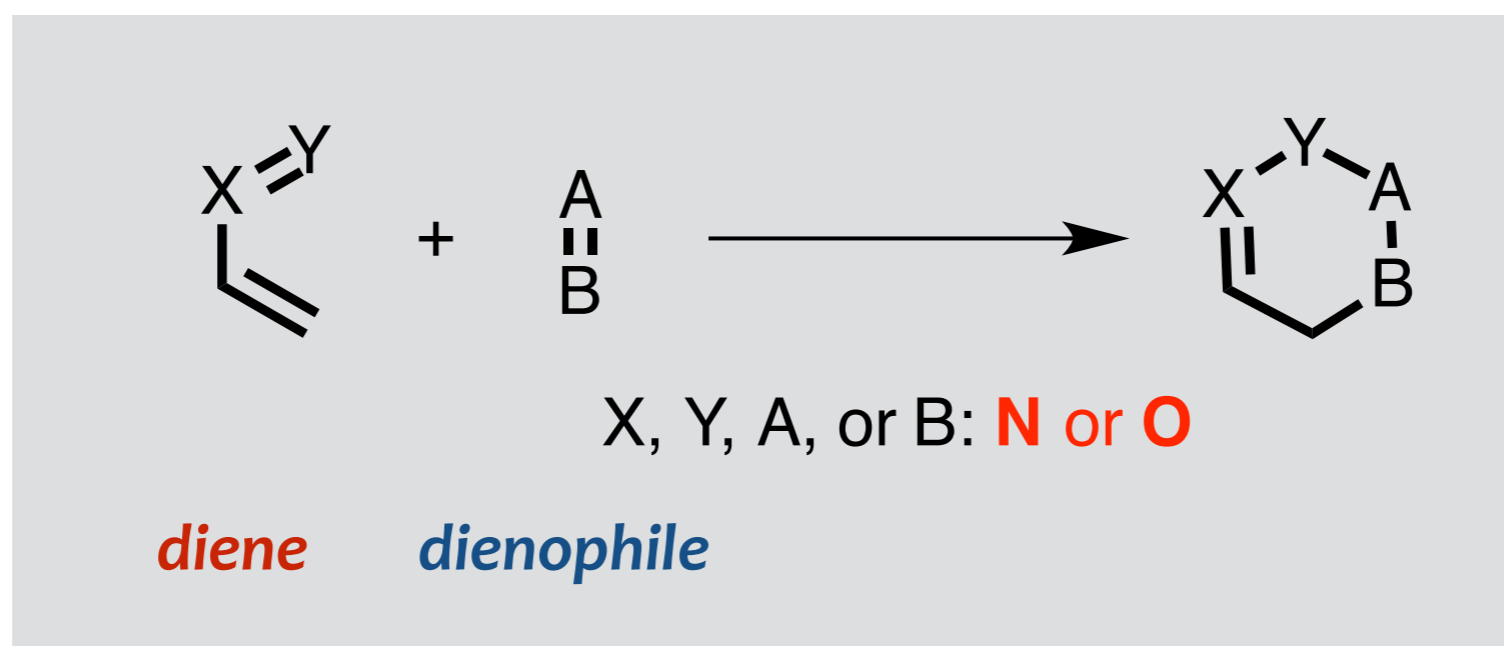 Y
X
+
A
B
Y
X
A
B
X, Y, A, or B: N or O
diene dienophile